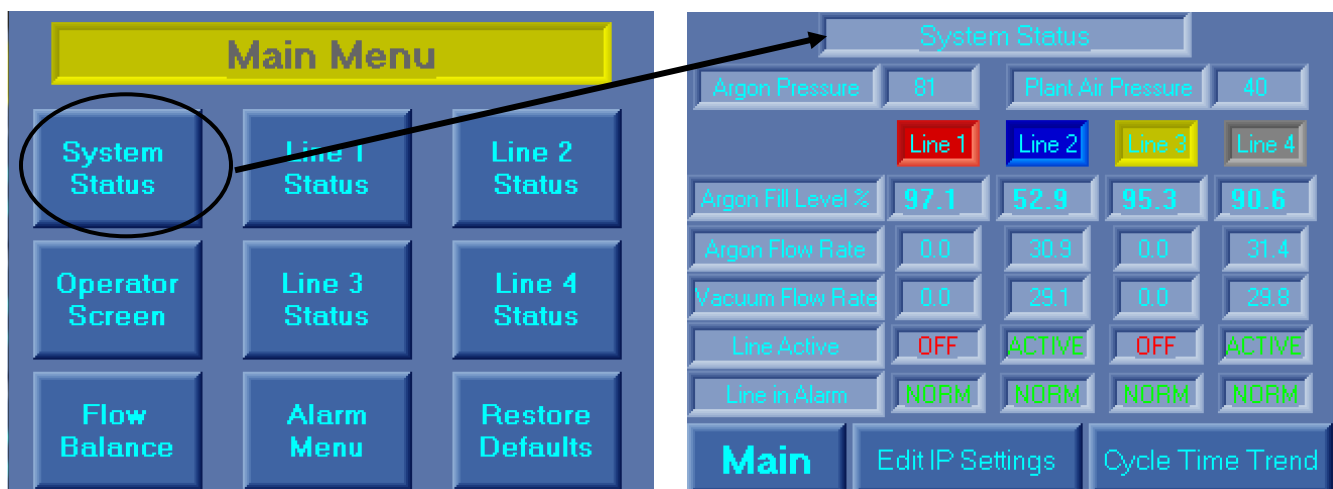 Main Menu
System
Status
Line 1
Status
Line 2
Status
Operator
Screen
Line 3
Status
Line 4
Status
Flow
Balance
Alarm
Menu
Restore
Defaults
System Status
Argon Pressure 81 Plant Air Pressure 40
Line 1 Line 2 Line 3 Line 4
Argon Fill Level % 97.1 52.9 95.3 90.6
Argon Flow Rate 0.0 30.9 0.0 31.4
Vacuum Flow Rate 0.0 29.1 0.0 29.8
Line Active OFF ACTIVE OFF ACTIVE
Line in Alarm NORM NORM NORM NORM
Main Edit IP Settings Cycle Time Trend